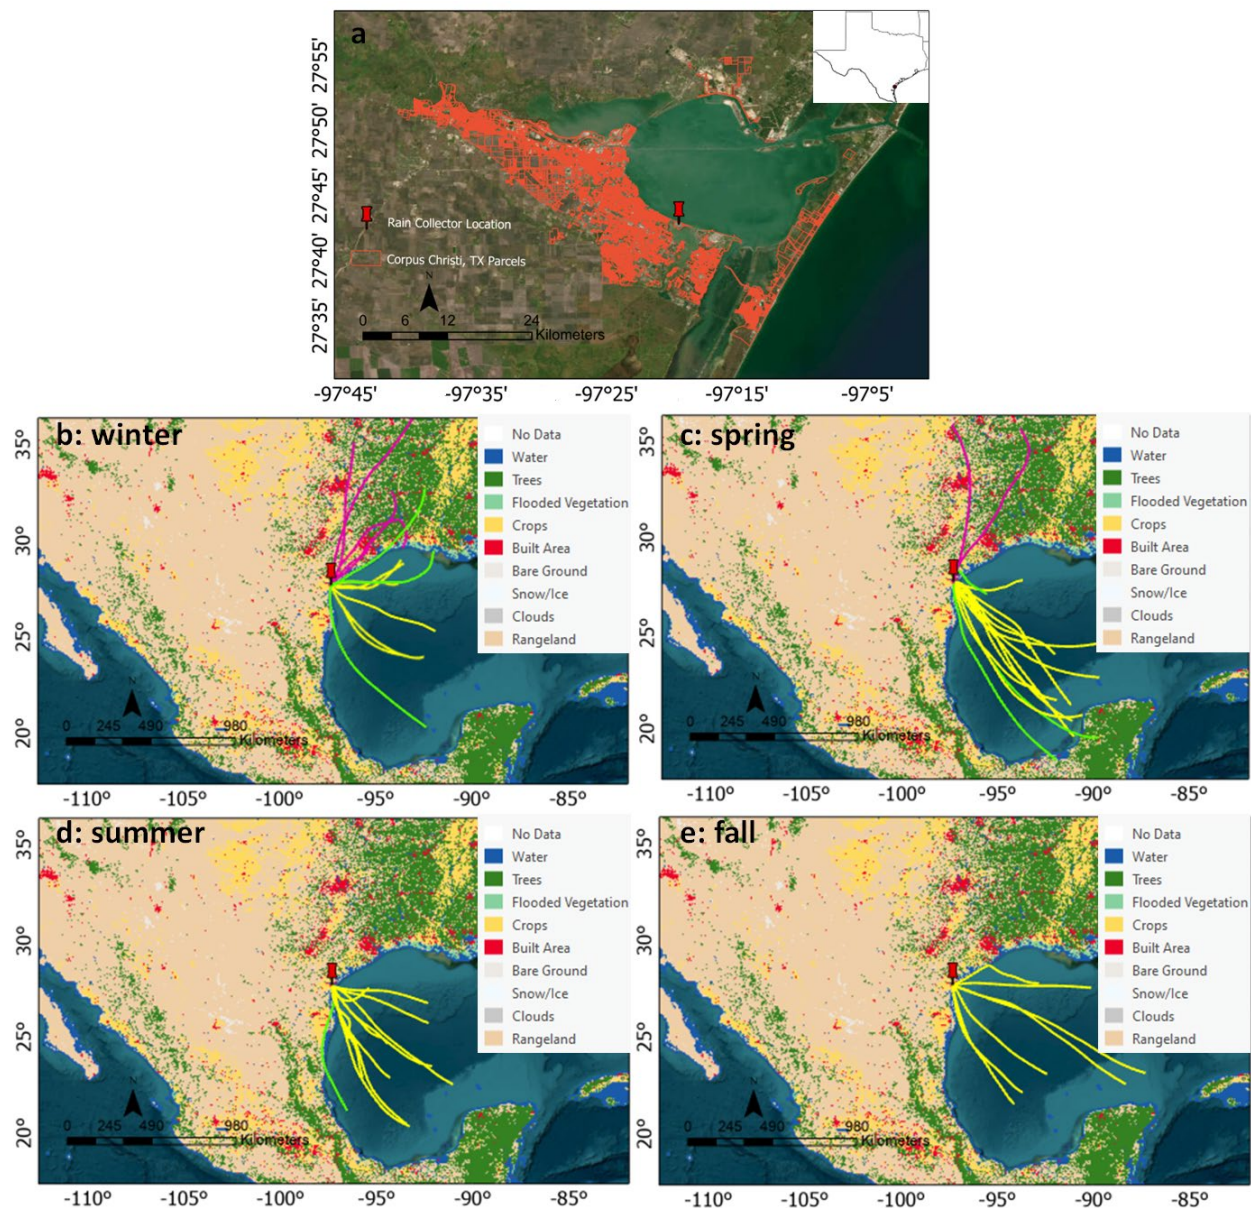 a
27°55'
27°50'
27°45'
27°40'
27°35'
Rain Collector Location
Corpus Christi, TX Parcels
N
0 6 12 24
Kilometers
-97°45' -97°35' -97°25' -97°15' -97°5'
b: winter
35°
30°
25°
20°
No Data
Water
Trees
Flooded Vegetation
Crops
Built Area
Bare Ground
Snow/Ice
Clouds
Rangeland
N
0 245 490 980
Kilometers
-110° -105° -100° -95° -90° -85°
c: spring
35°
30°
25°
20°
No Data
Water
Trees
Flooded Vegetation
Crops
Built Area
Bare Ground
Snow/Ice
Clouds
Rangeland
N
0 245 490 980
Kilometers
-110° -105° -100° -95° -90° -85°
d: summer
35°
30°
25°
20°
No Data
Water
Trees
Flooded Vegetation
Crops
Built Area
Bare Ground
Snow/Ice
Clouds
Rangeland
N
0 245 490 980
Kilometers
-110° -105° -100° -95° -90° -85°
e: fall
35°
30°
25°
20°
No Data
Water
Trees
Flooded Vegetation
Crops
Built Area
Bare Ground
Snow/Ice
Clouds
Rangeland
N
0 245 490 980
Kilometers
-110° -105° -100° -95° -90° -85°